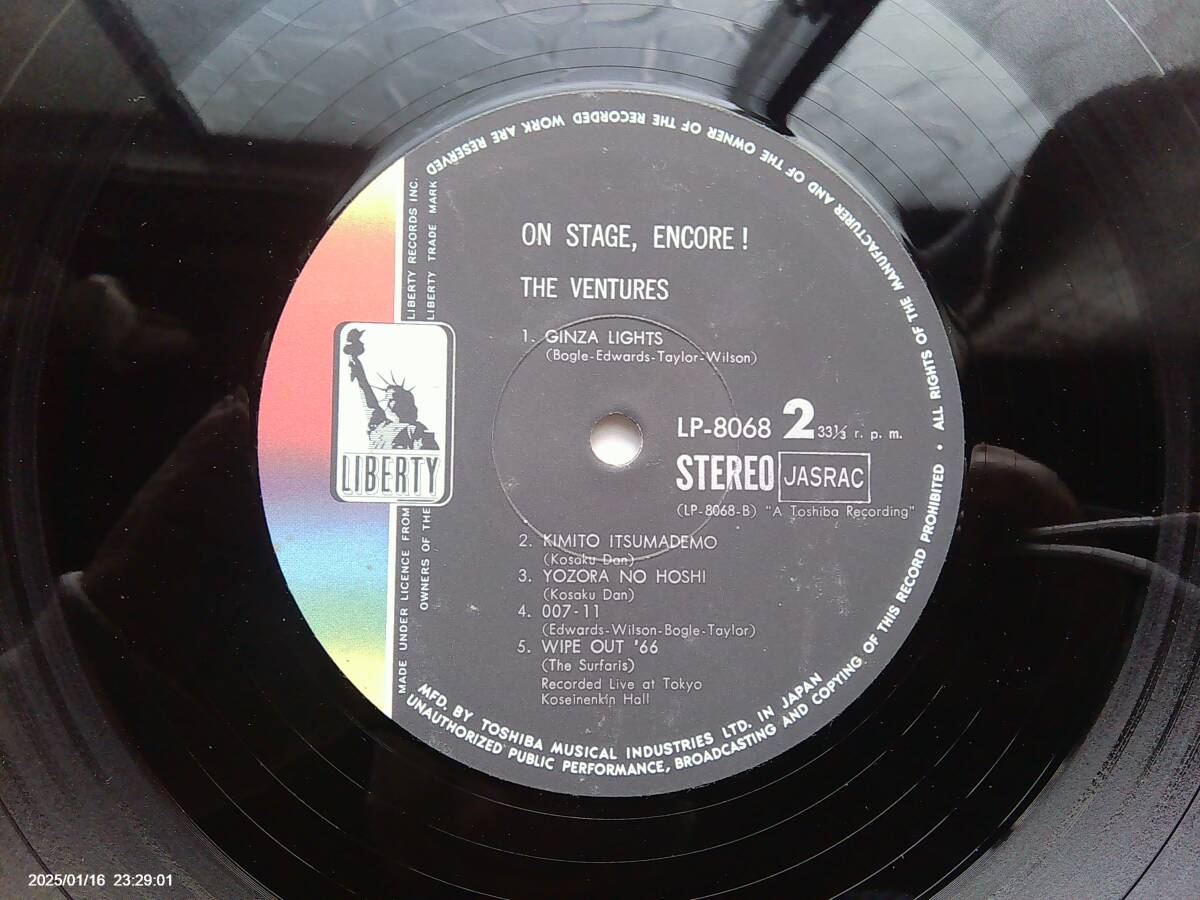 ON STAGE, ENCORE!
THE VENTURES
1. GINZA LIGHTS
(Bogle-Edwards-Taylor-Wilson)
LP-8068 2 33⅓ r. p. m.
STEREO JASRAC
(LP-8068-B) "A Toshiba Recording"
2. KIMITO ITSUMADEMO
(Kosaku Dan)
3. YOZORA NO HOSHI
(Kosaku Dan)
4. 007-11
(Edwards-Wilson-Bogle-Taylor)
5. WIPE OUT '66
(The Surfaris)
Recorded Live at Tokyo
Koseinenkin Hall
LIBERTY
MADE UNDER LICENCE FROM LIBERTY RECORDS INC.
OWNERS OF THE LIBERTY TRADE MARK
MFD. BY TOSHIBA MUSICAL INDUSTRIES LTD. IN JAPAN
UNAUTHORIZED PUBLIC PERFORMANCE, BROADCASTING AND COPYING OF THIS RECORD PROHIBITED • ALL RIGHTS OF THE MANUFACTURER AND OF THE OWNER OF THE RECORDED WORK ARE RESERVED
2025/01/16 23:29:01